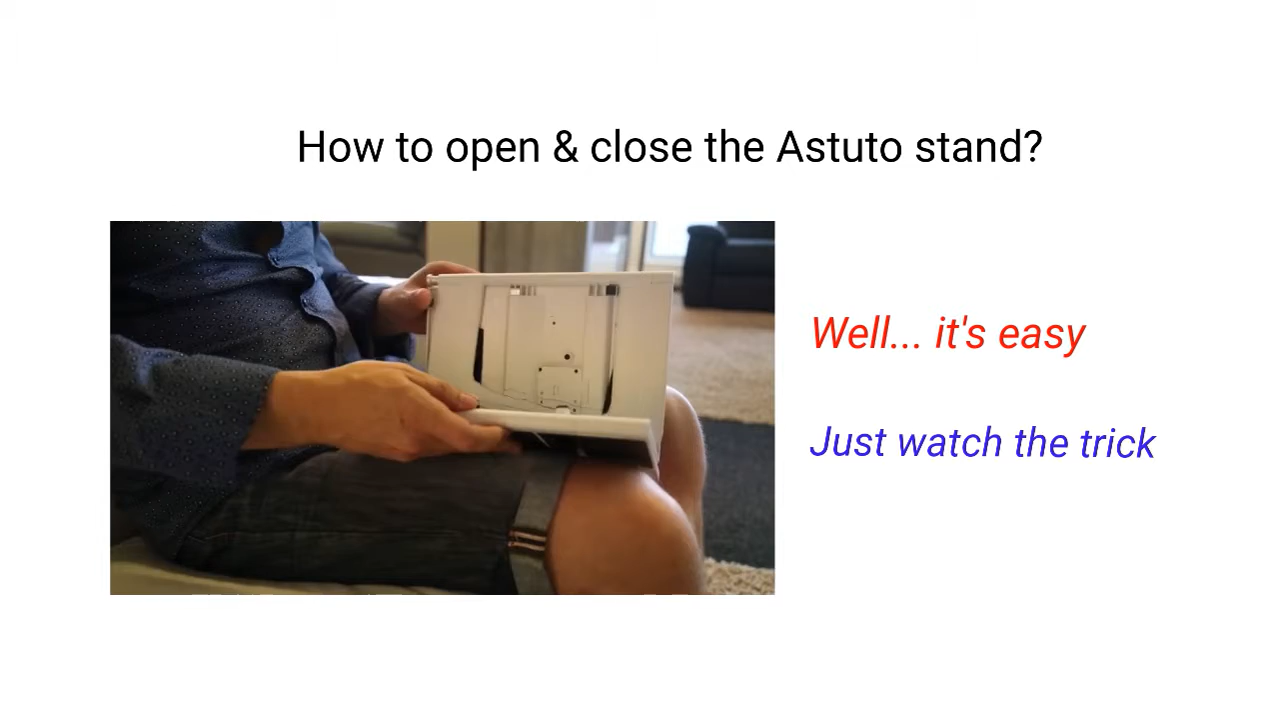 How to open & close the Astuto stand?
Well... it's easy
Just watch the trick